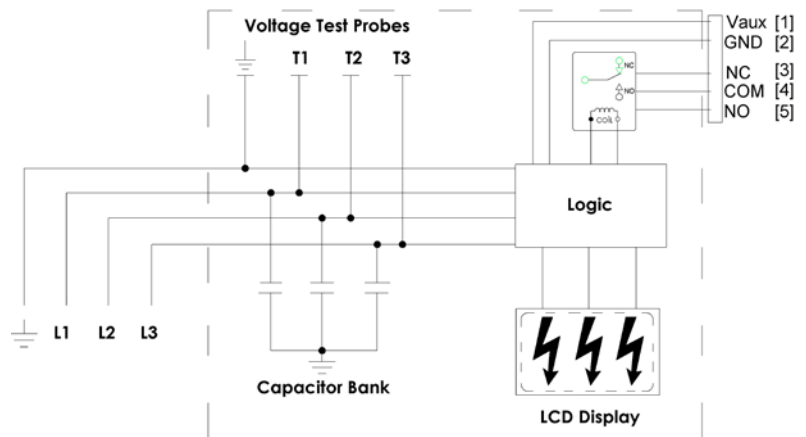 Voltage Test Probes
T1 T2 T3
Vaux [1]
GND [2]
NC [3]
COM [4]
NO [5]
NC
NO
COIL
Logic
L1 L2 L3
Capacitor Bank
LCD Display